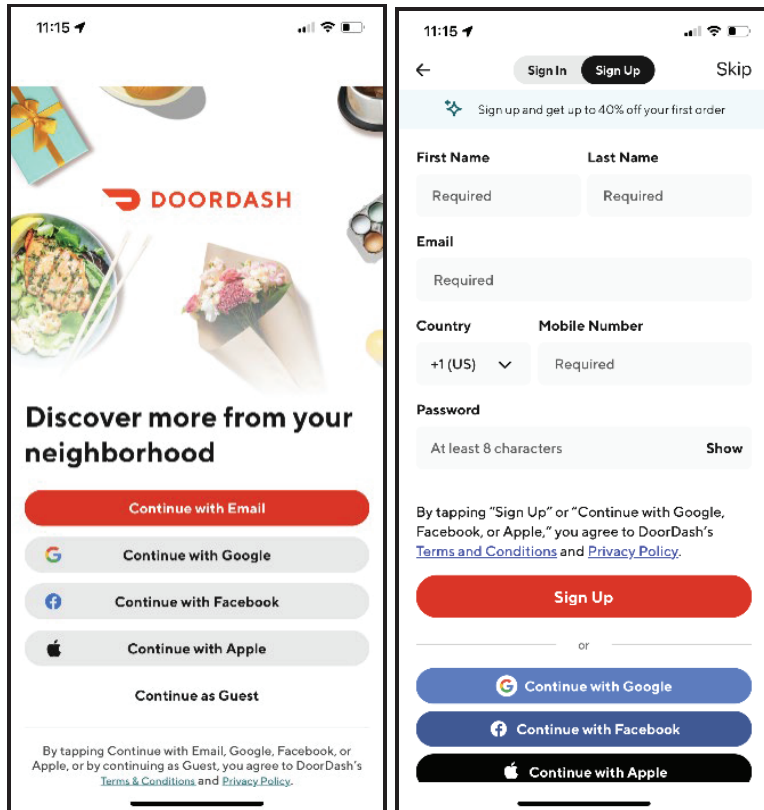 11:15
DOORDASH
Discover more from your
neighborhood
Continue with Email
Continue with Google
Continue with Facebook
Continue with Apple
Continue as Guest
By tapping Continue with Email, Google, Facebook, or
Apple, or by continuing as Guest, you agree to DoorDash's
Terms & Conditions and Privacy Policy.
11:15
Sign In Sign Up Skip
Sign up and get up to 40% off your first order
First Name Last Name
Required Required
Email
Required
Country Mobile Number
+1 (US) Required
Password
At least 8 characters Show
By tapping "Sign Up" or "Continue with Google,
Facebook, or Apple," you agree to DoorDash's
Terms and Conditions and Privacy Policy.
Sign Up
or
Continue with Google
Continue with Facebook
Continue with Apple